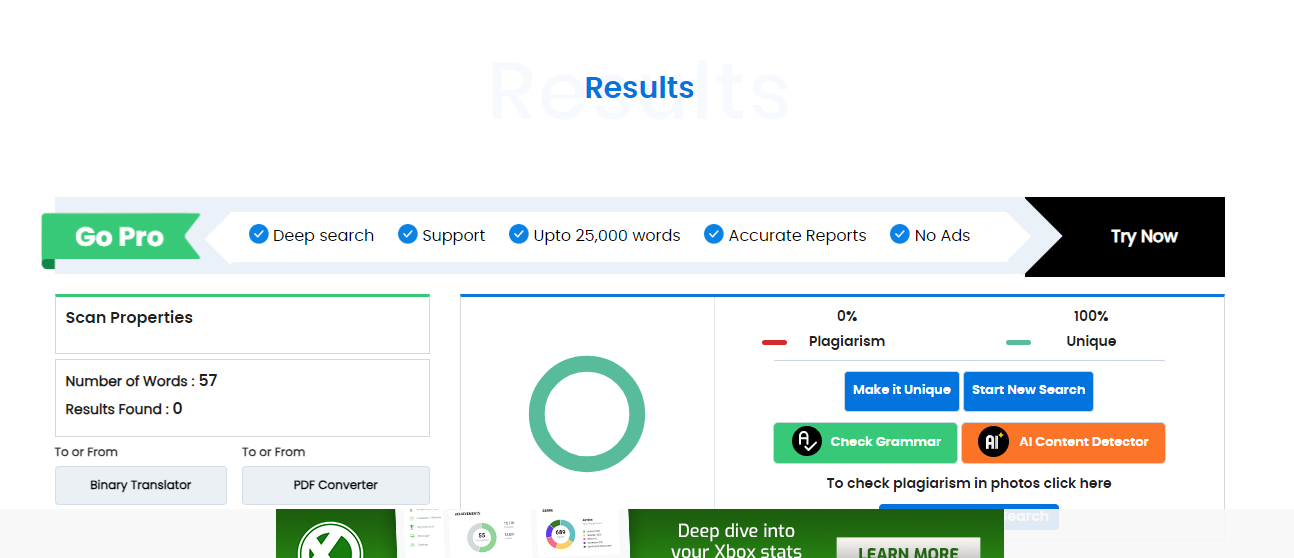 Results
Go Pro
Deep search
Support
Upto 25,000 words
Accurate Reports
No Ads
Try Now
Scan Properties
Number of Words : 57
Results Found : 0
To or From
To or From
Binary Translator
PDF Converter
0%
100%
Plagiarism
Unique
Make it Unique
Start New Search
Check Grammar
AI Content Detector
To check plagiarism in photos click here
earch
55
689
Deep dive into
your Xbox stats
LEARN MORE